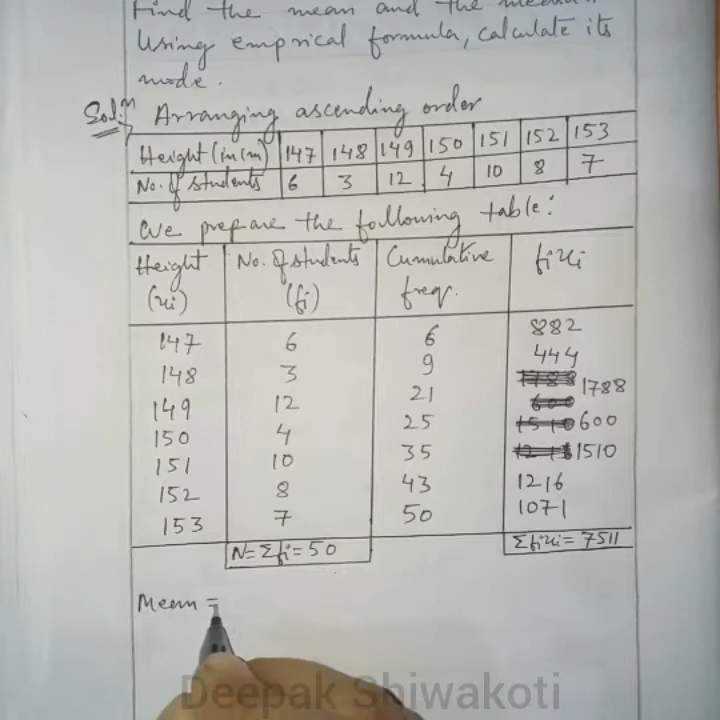 Find the mean and the median.
Using emprical formula, calculate its
mode.
Solⁿ: Arranging ascending order
Height (in cm) 147 148 149 150 151 152 153
No. of students 6 3 12 4 10 8 7
We prepare the following table:
Height (xi) No. of students (fi) Cumulative freq. fixi
147 6 6 882
148 3 9 444
149 12 21 1788
150 4 25 600
151 10 35 1510
152 8 43 1216
153 7 50 1071
N = Σfi = 50 Σfixi = 7511
Mean =
Deepak Shiwakoti